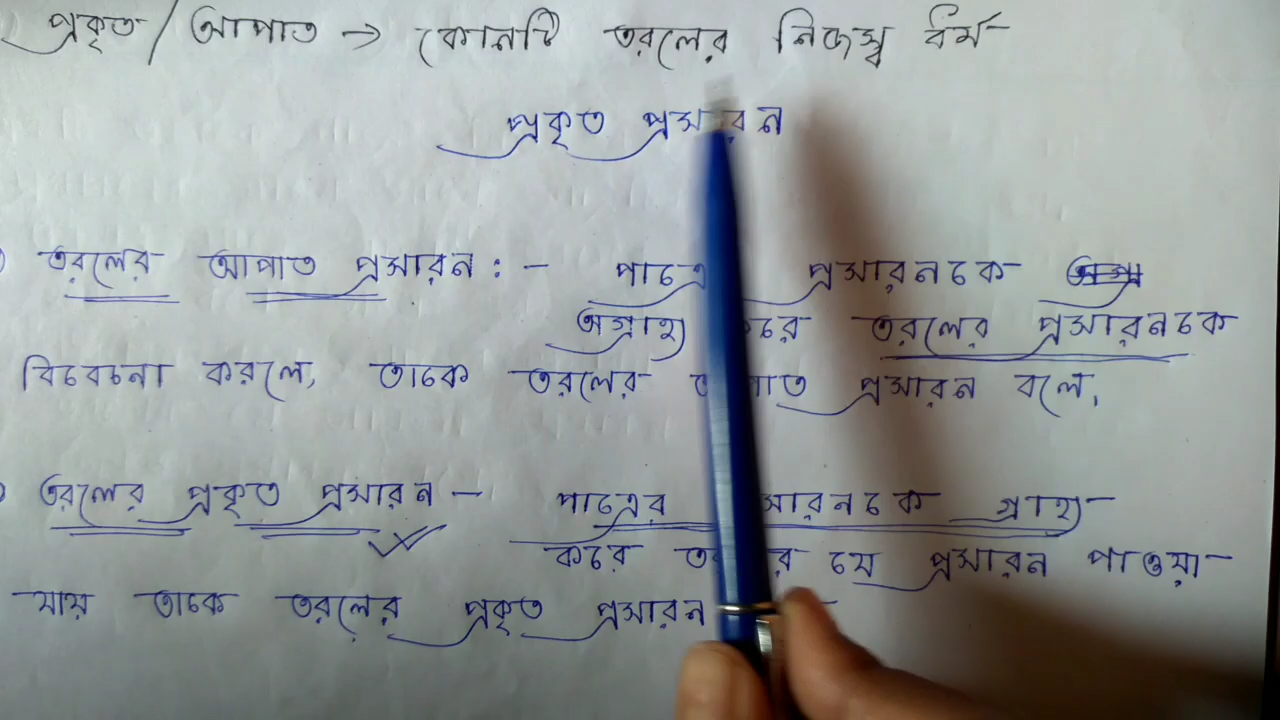 প্রকৃত / আপাত → কোনটি তরলের নিজস্ব ধর্ম
প্রকৃত প্রসারন
তরলের আপাত প্রসারন : - প্রসারনকে
অগ্রাহ্য করে তরলের প্রসারনকে
বিবেচনা করলে, তাকে তরলের আপাত প্রসারন বলে,
তরলের প্রকৃত প্রসারন - পাত্রের প্রসারনকে গ্রাহ্য
করে তরলের যে প্রসারন পাওয়া
যায় তাকে তরলের প্রকৃত প্রসারন